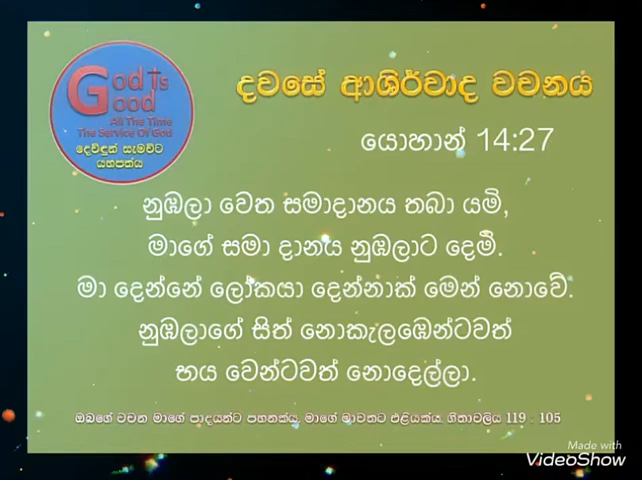 God is
Good
All The Time
The Service Of God
දෙවිඳුන් සැමවිට
යහපත්ය
දවසේ ආශිර්වාද වචනය
යොහාන් 14:27
නුඹලා වෙත සමාදානය තබා යමි,
මාගේ සමා දානය නුඹලාට දෙමි.
මා දෙන්නේ ලෝකයා දෙන්නාක් මෙන් නොවේ.
නුඹලාගේ සිත් නොකැලඹෙන්ටවත්
භය වෙන්ටවත් නොදෙල්ලා.
ඔබගේ වචන මාගේ පාදයන්ට පහනක්ය, මාගේ මාවතට එළියක්ය. ගීතාවලිය 119 : 105
Made with
VideoShow